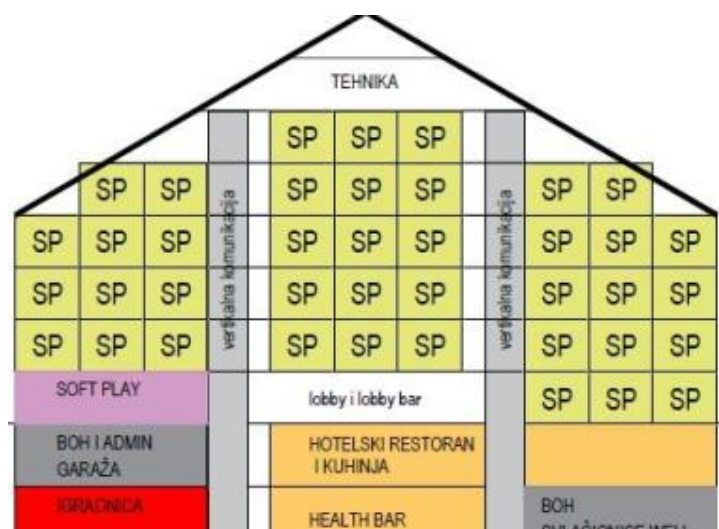 TEHNIKA
SP SP SP
SP SP SP SP SP SP SP
SP SP SP SP SP SP SP SP SP
SP SP SP SP SP SP SP SP SP
SP SP SP SP SP SP SP SP SP
vertikalna komunikacija
vertikalna komunikacija
SOFT PLAY
lobby i lobby bar
SP SP SP
BOH I ADMIN
GARAŽA
HOTELSKI RESTORAN
I KUHINJA
IGRAONICA
HEALTH BAR
BOH